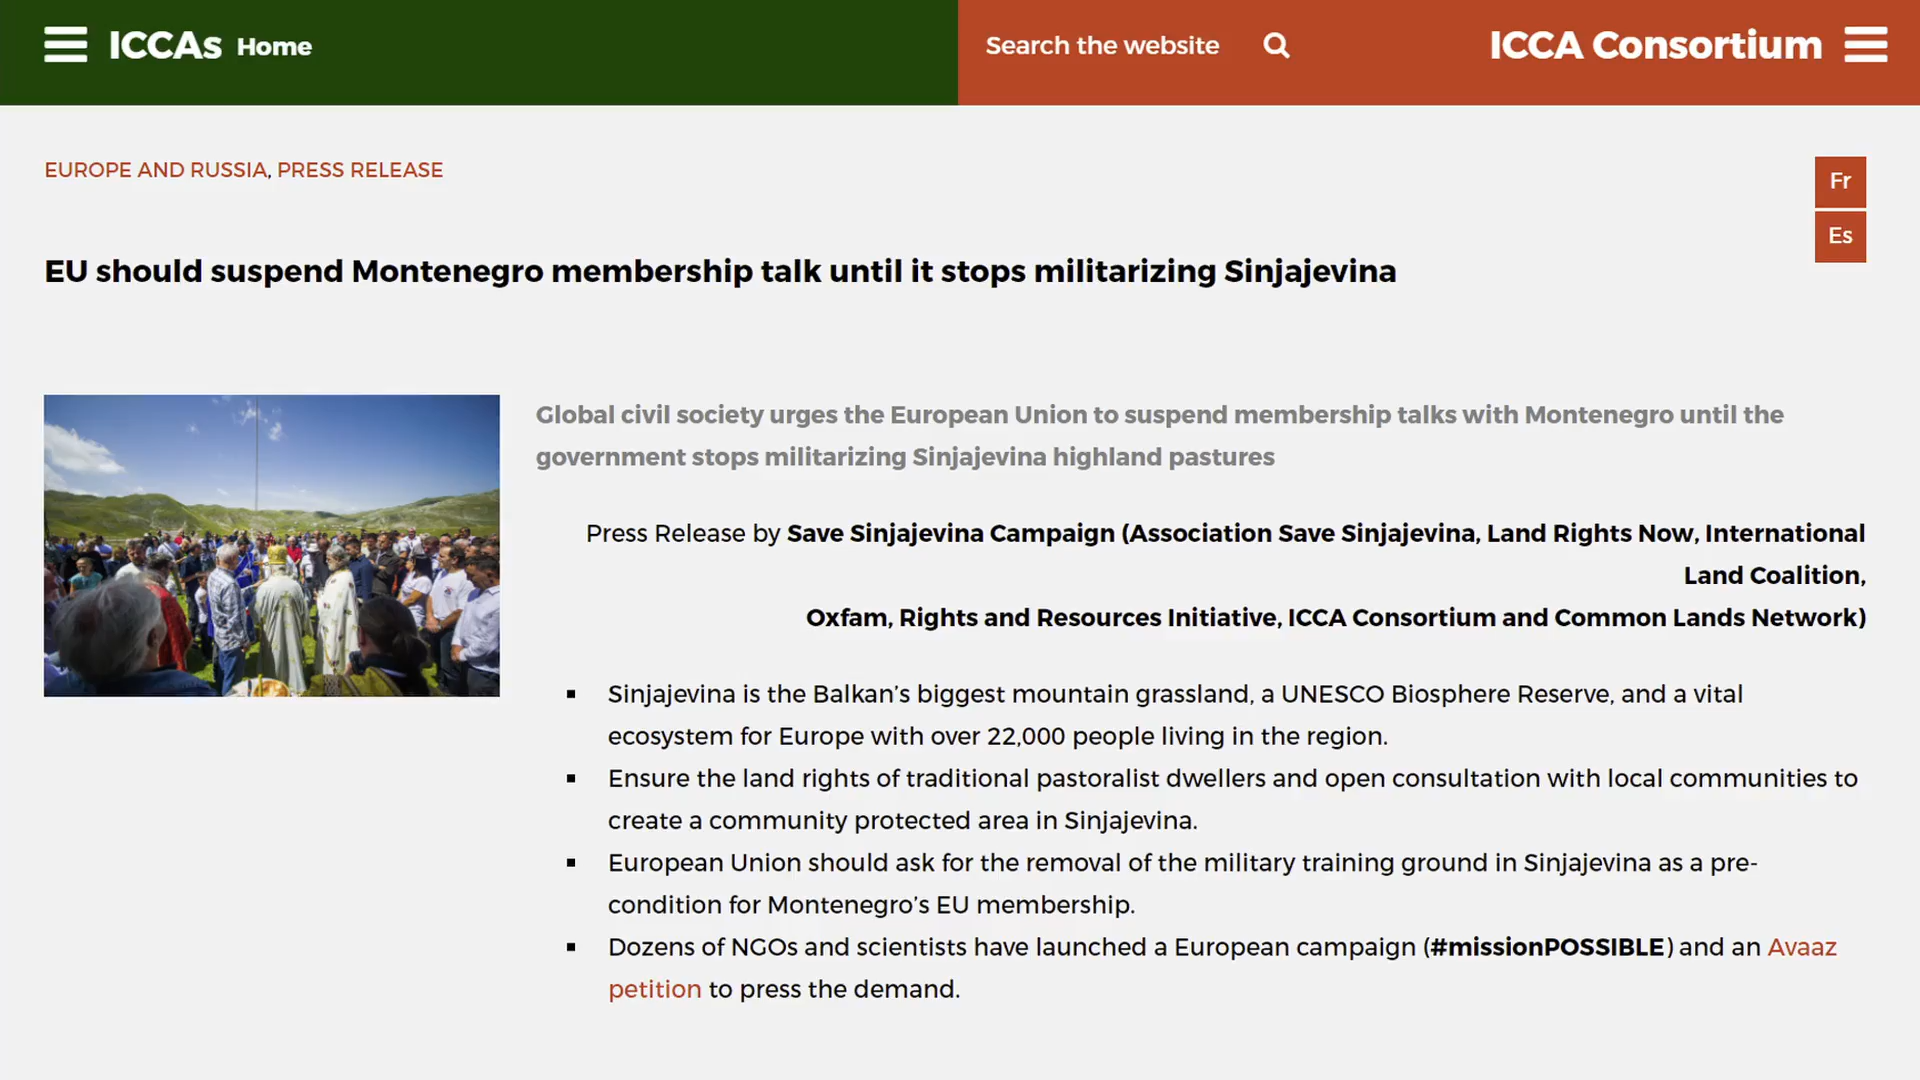 ICCAs Home
Search the website
ICCA Consortium
EUROPE AND RUSSIA, PRESS RELEASE
Fr
Es
EU should suspend Montenegro membership talk until it stops militarizing Sinjajevina
Global civil society urges the European Union to suspend membership talks with Montenegro until the
government stops militarizing Sinjajevina highland pastures
Press Release by Save Sinjajevina Campaign (Association Save Sinjajevina, Land Rights Now, International
Land Coalition,
Oxfam, Rights and Resources Initiative, ICCA Consortium and Common Lands Network)
▪ Sinjajevina is the Balkan’s biggest mountain grassland, a UNESCO Biosphere Reserve, and a vital
ecosystem for Europe with over 22,000 people living in the region.
▪ Ensure the land rights of traditional pastoralist dwellers and open consultation with local communities to
create a community protected area in Sinjajevina.
▪ European Union should ask for the removal of the military training ground in Sinjajevina as a pre-
condition for Montenegro’s EU membership.
▪ Dozens of NGOs and scientists have launched a European campaign (#missionPOSSIBLE) and an Avaaz
petition to press the demand.